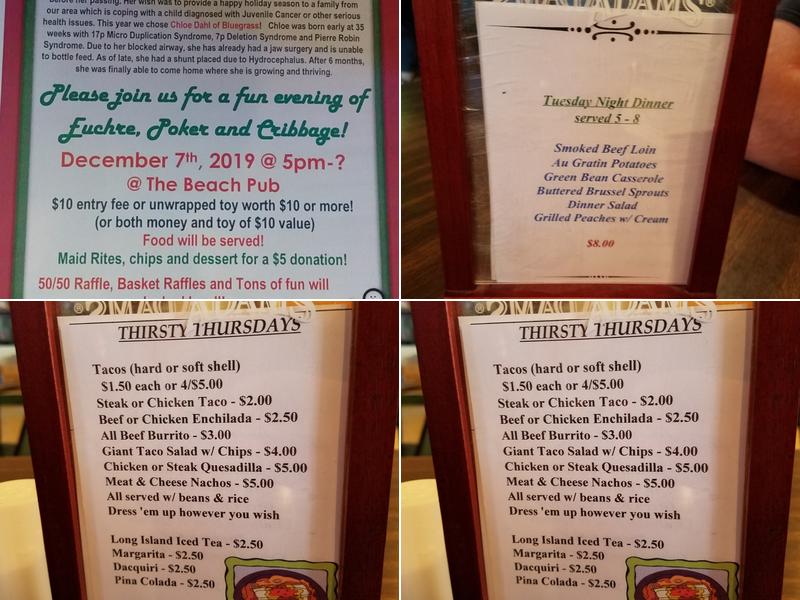 before her passing. Her wish was to provide a happy holiday season to a family from
our area which is coping with a child diagnosed with Juvenile Cancer or other serious
health issues. This year we chose Chloe Dahl of Bluegrass! Chloe was born early at 35
weeks with 17p Micro Duplication Syndrome, 7p Deletion Syndrome and Pierre Robin
Syndrome. Due to her blocked airway, she has already had a jaw surgery and is unable
to bottle feed. As of late, she had a shunt placed due to Hydrocephalus. After 6 months,
she was finally able to come home where she is growing and thriving.
Please join us for a fun evening of
Euchre, Poker and Cribbage!
December 7th, 2019 @ 5pm-?
@ The Beach Pub
$10 entry fee or unwrapped toy worth $10 or more!
(or both money and toy of $10 value)
Food will be served!
Maid Rites, chips and dessert for a $5 donation!
50/50 Raffle, Basket Raffles and Tons of fun will
Tuesday Night Dinner
served 5 - 8
Smoked Beef Loin
Au Gratin Potatoes
Green Bean Casserole
Buttered Brussel Sprouts
Dinner Salad
Grilled Peaches w/ Cream
$8.00
THIRSTY THURSDAYS
Tacos (hard or soft shell)
$1.50 each or 4/$5.00
Steak or Chicken Taco - $2.00
Beef or Chicken Enchilada - $2.50
All Beef Burrito - $3.00
Giant Taco Salad w/ Chips - $4.00
Chicken or Steak Quesadilla - $5.00
Meat & Cheese Nachos - $5.00
All served w/ beans & rice
Dress 'em up however you wish
Long Island Iced Tea - $2.50
Margarita - $2.50
Dacquiri - $2.50
Pina Colada - $2.50
THIRSTY THURSDAYS
Tacos (hard or soft shell)
$1.50 each or 4/$5.00
Steak or Chicken Taco - $2.00
Beef or Chicken Enchilada - $2.50
All Beef Burrito - $3.00
Giant Taco Salad w/ Chips - $4.00
Chicken or Steak Quesadilla - $5.00
Meat & Cheese Nachos - $5.00
All served w/ beans & rice
Dress 'em up however you wish
Long Island Iced Tea - $2.50
Margarita - $2.50
Dacquiri - $2.50
Pina Colada - $2.50